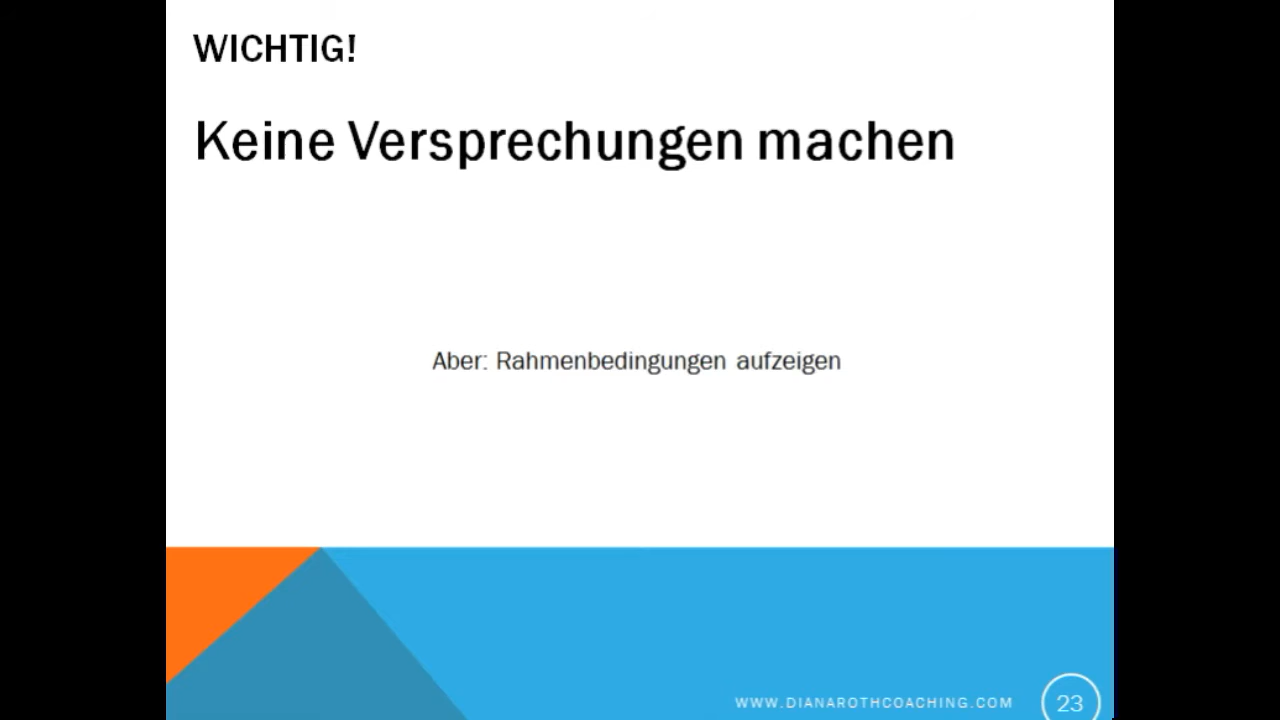 WICHTIG!
Keine Versprechungen machen
Aber: Rahmenbedingungen aufzeigen
WWW.DIANAROTHCOACHING.COM
23